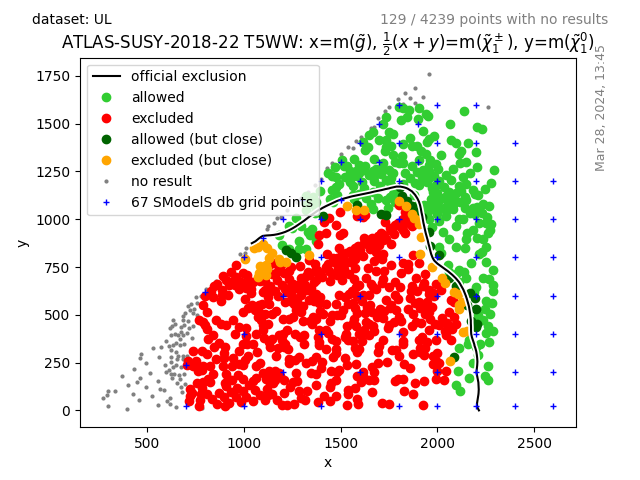 dataset: UL
129 / 4239 points with no results
ATLAS-SUSY-2018-22 T5WW: x=m(g̃), ½(x + y)=m(χ̃₁±), y=m(χ̃₁⁰)
Mar 28, 2024, 13:45
official exclusion
allowed
excluded
allowed (but close)
excluded (but close)
no result
67 SModelS db grid points
1750
1500
1250
1000
750
500
250
0
y
500
1000
1500
2000
2500
x